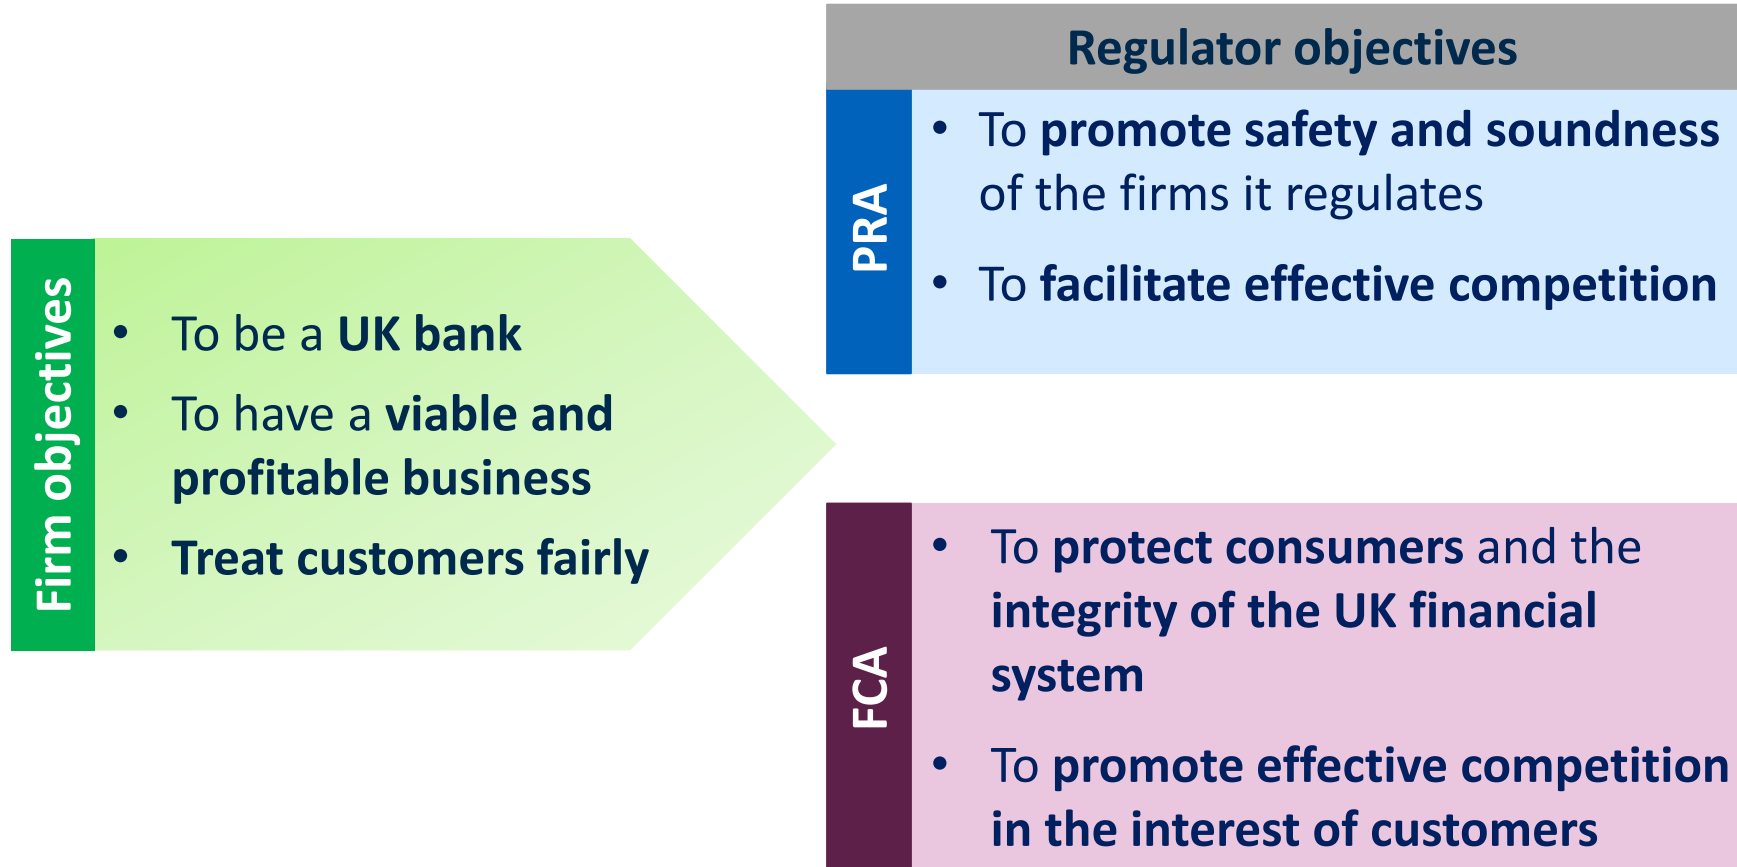 Firm objectives
• To be a UK bank
• To have a viable and
profitable business
• Treat customers fairly
Regulator objectives
PRA
• To promote safety and soundness
of the firms it regulates
• To facilitate effective competition
FCA
• To protect consumers and the
integrity of the UK financial
system
• To promote effective competition
in the interest of customers